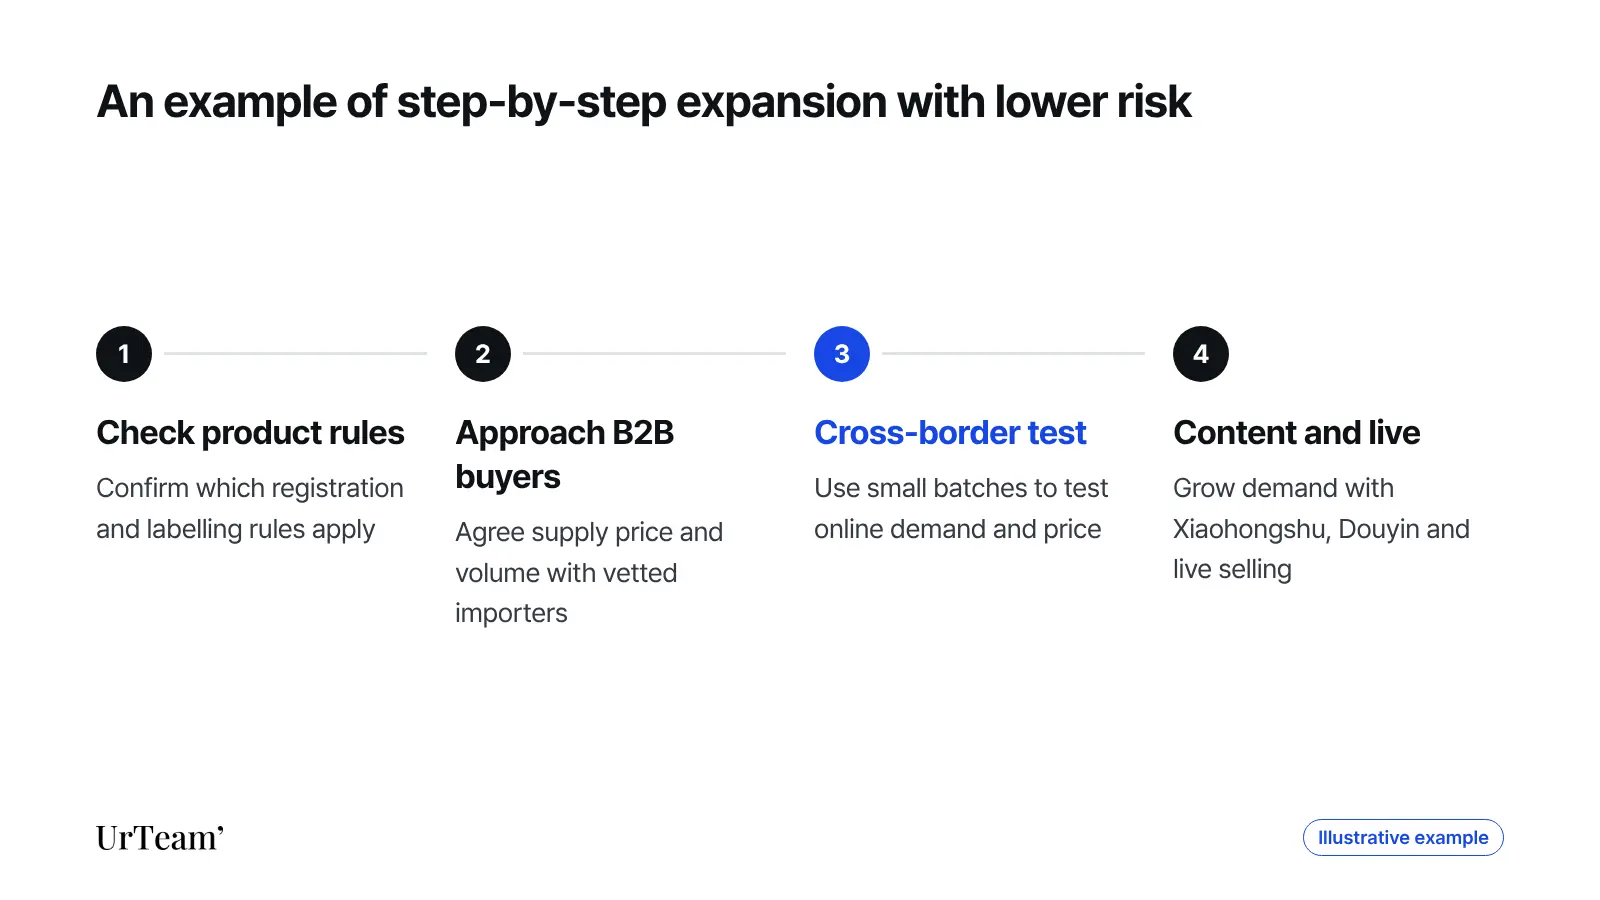 An example of step-by-step expansion with lower risk
1
Check product rules
Confirm which registration
and labelling rules apply
2
Approach B2B
buyers
Agree supply price and
volume with vetted
importers
3
Cross-border test
Use small batches to test
online demand and price
4
Content and live
Grow demand with
Xiaohongshu, Douyin and
live selling
UrTeam’
Illustrative example